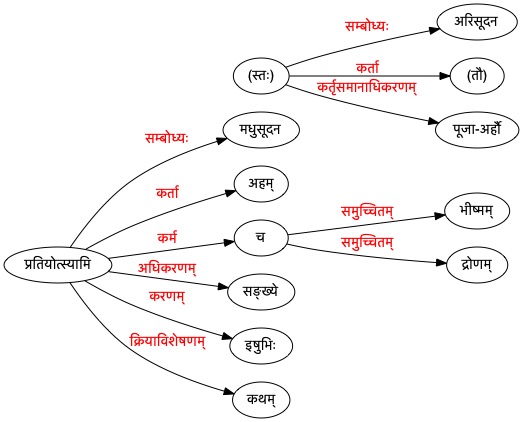 सम्बोध्यः
अरिसूदन
(स्तः)
कर्ता
(तौ)
कर्तृसमानाधिकरणम्
पूजा-अर्हौ
सम्बोध्यः
मधुसूदन
कर्ता
अहम्
प्रतियोत्स्यामि
कर्म
च
समुच्चितम्
भीष्मम्
समुच्चितम्
द्रोणम्
अधिकरणम्
सङ्ख्ये
करणम्
इषुभिः
क्रियाविशेषणम्
कथम्